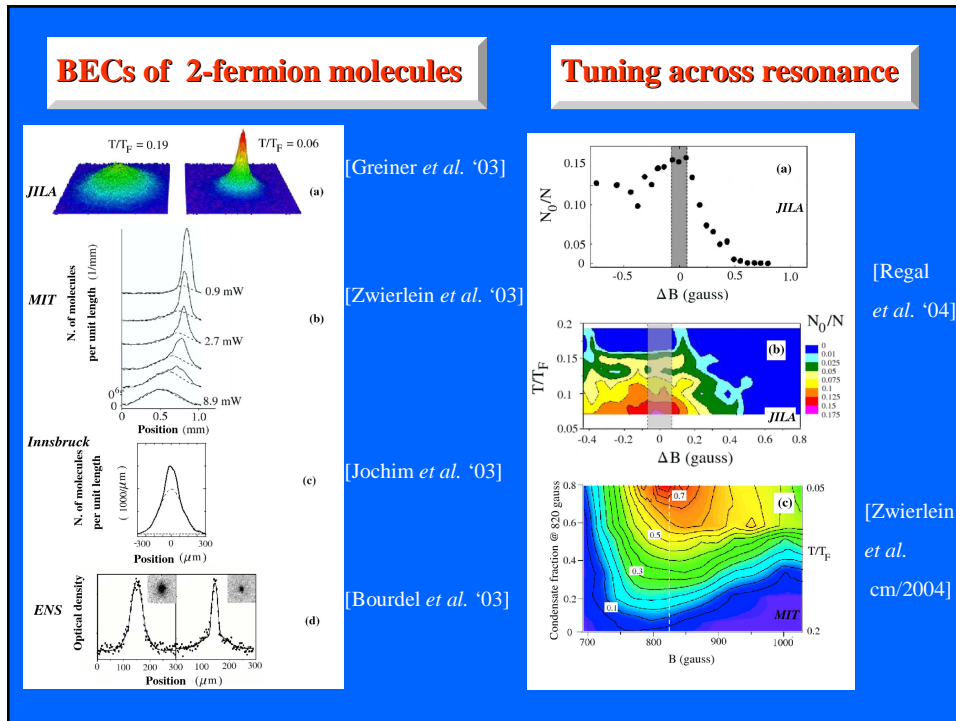 BECs of 2-fermion molecules
T/T_F = 0.19
T/T_F = 0.06
JILA
(a)
[Greiner et al. ‘03]
MIT
N. of molecules
per unit length (1/mm)
0.9 mW
2.7 mW
8.9 mW
(b)
6
0
0
0 0.5 1.0
Position (mm)
[Zwierlein et al. ‘03]
Innsbruck
N. of molecules
per unit length
( 1000/μm )
(c)
-300 0 300
Position (μm)
[Jochim et al. ‘03]
ENS
Optical density
(d)
0 100 200 300 100 200 300
Position (μm)
[Bourdel et al. ‘03]
Tuning across resonance
(a)
JILA
N_0/N
0.15
0.10
0.05
0
-0.5 0 0.5 1.0
ΔB (gauss)
[Regal
et al. ‘04]
N_0/N
(b)
JILA
T/T_F
0.2
0.15
0.1
0.05
0
0.01
0.025
0.05
0.075
0.1
0.125
0.15
0.175
-0.4 -0.2 0 0.2 0.4 0.6 0.8
ΔB (gauss)
(c)
MIT
Condensate fraction @ 820 gauss
0.8
0.6
0.4
0.2
0
0.7
0.5
0.3
0.1
0.05
T/T_F
0.2
700 800 900 1000
B (gauss)
[Zwierlein
et al.
cm/2004]